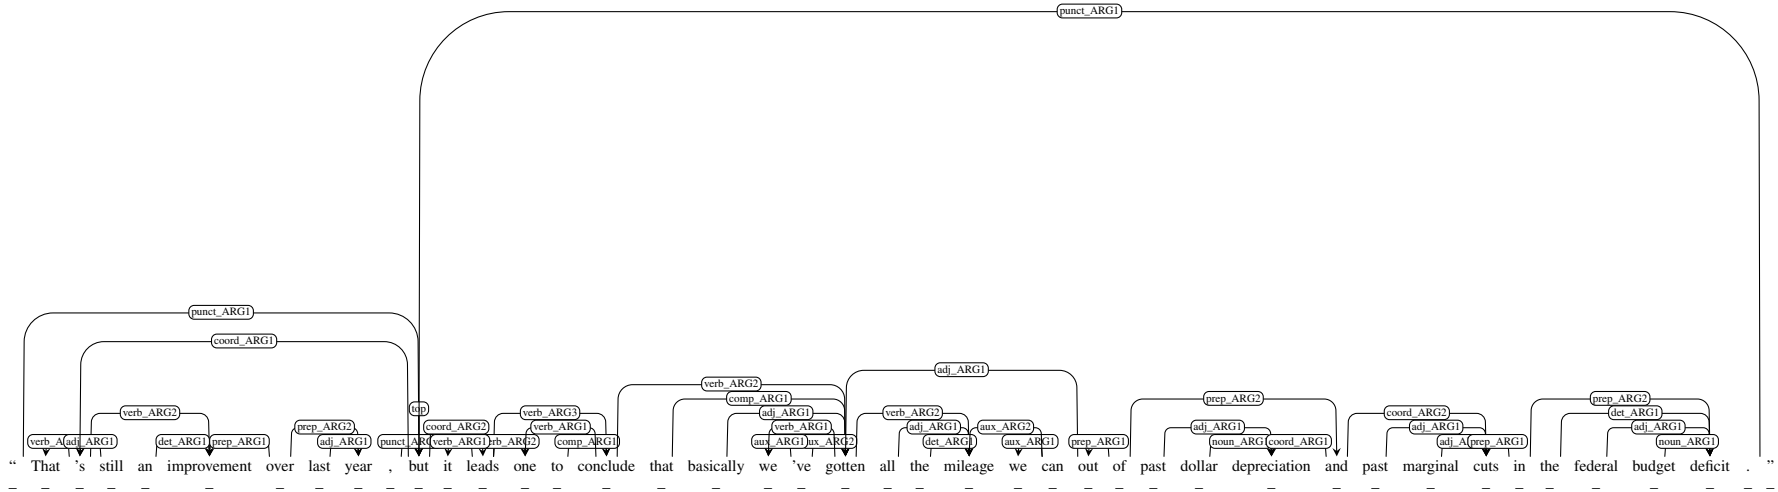 punct_ARG1
punct_ARG1
coord_ARG1
adj_ARG1
verb_ARG2
comp_ARG1 prep_ARG2 prep_ARG2
top verb_ARG2 verb_ARG3 adj_ARG1 verb_ARG2 coord_ARG2 det_ARG1
prep_ARG2 coord_ARG2 verb_ARG1 verb_ARG1 adj_ARG1 aux_ARG2 adj_ARG1 adj_ARG1 adj_ARG1
adj_ARG1 det_ARG1 prep_ARG1 adj_ARG1 verb_ARG1 comp_ARG1 aux_ARG1 det_ARG1 aux_ARG1 prep_ARG1 coord_ARG1 prep_ARG1 noun_ARG1
“ That 's still an improvement over last year , but it leads one to conclude that basically we 've gotten all the mileage we can out of past dollar depreciation and past marginal cuts in the federal budget deficit . ”
_ _ _ _ _ _ _ _ _ _ _ _ _ _ _ _ _ _ _ _ _ _ _ _ _ _ _ _ _ _ _ _ _ _ _ _ _ _ _ _ _ _